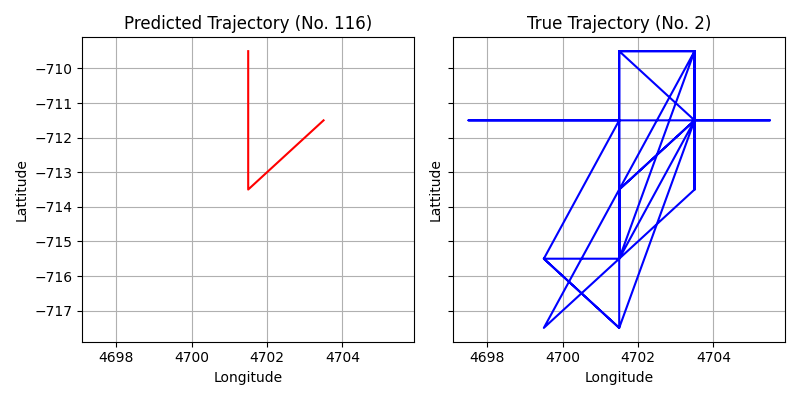 Predicted Trajectory (No. 116)
Lattitude
−710
−711
−712
−713
−714
−715
−716
−717
4698
4700
4702
4704
Longitude
True Trajectory (No. 2)
Lattitude
4698
4700
4702
4704
Longitude